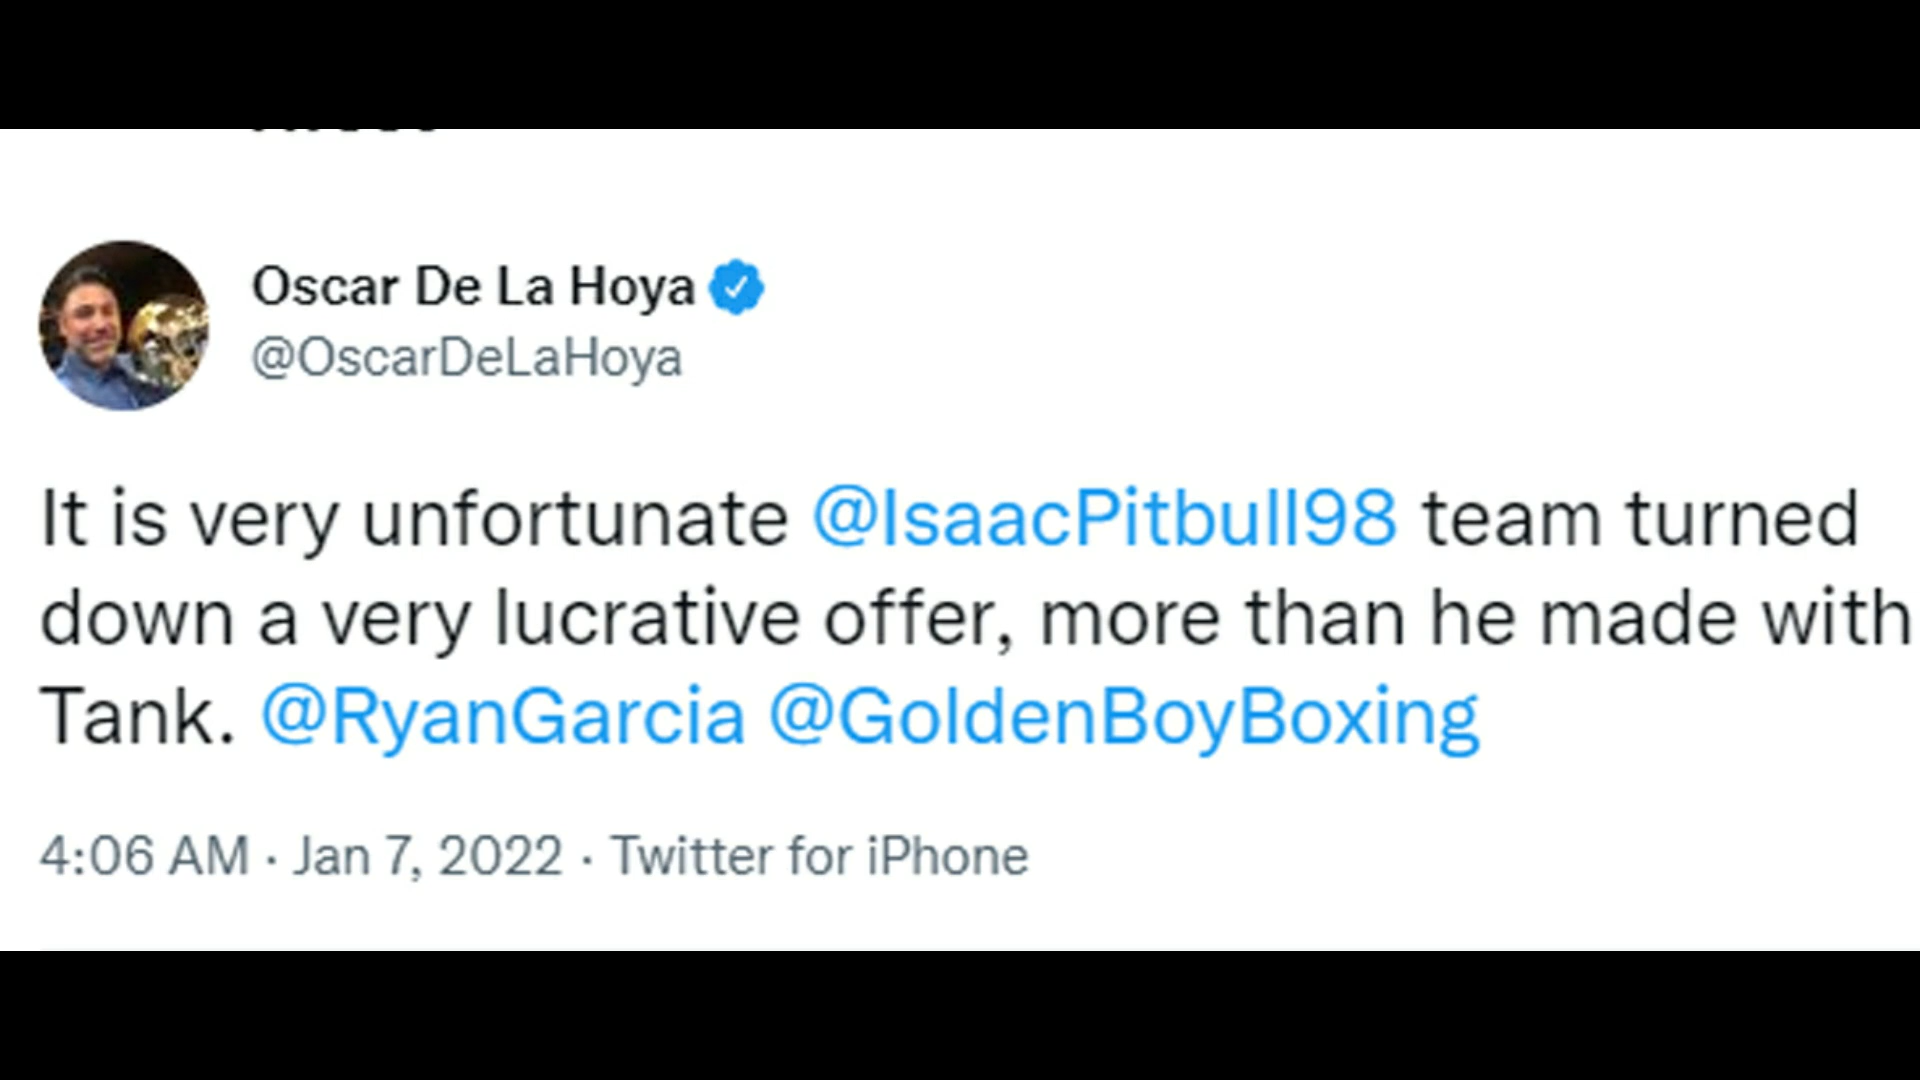 Oscar De La Hoya
@OscarDeLaHoya
It is very unfortunate @IsaacPitbull98 team turned
down a very lucrative offer, more than he made with
Tank. @RyanGarcia @GoldenBoyBoxing
4:06 AM · Jan 7, 2022 · Twitter for iPhone